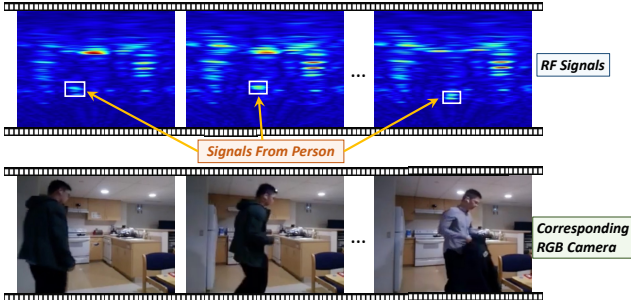 RF Signals
...
Signals From Person
...
Corresponding
RGB Camera